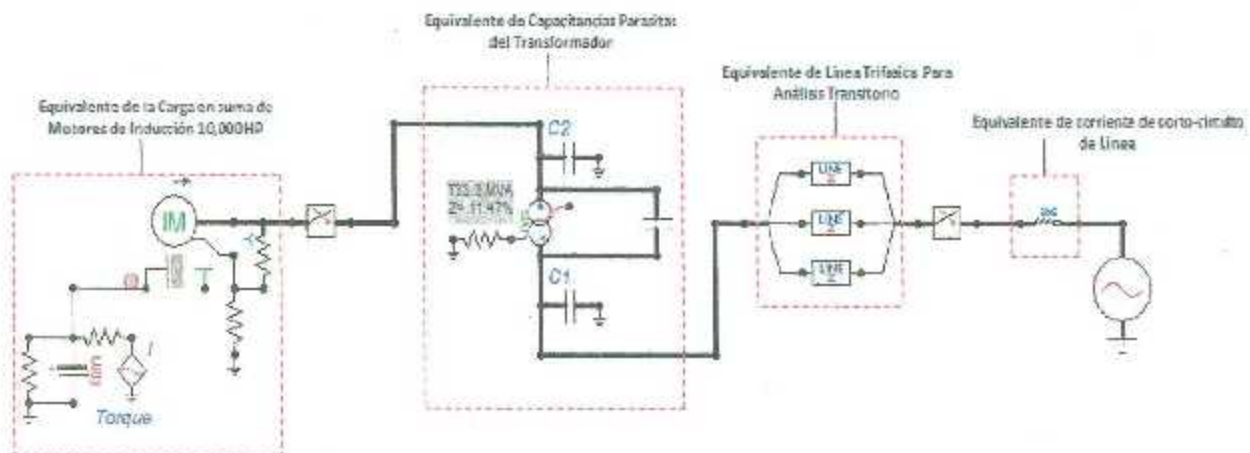 Equivalente de Capacitancias Parasitas
del Transformador
Equivalente de Linea Trifasica Para
Análisis Transitorio
Equivalente de la Carga en suma de
Motores de Inducción 10,000HP
Equivalente de corriente de corto-circuito
de Linea
C2
LINE
Z
IM
Z= 11.47%
LINE
Z
C1
LINE
Z
I
Torque